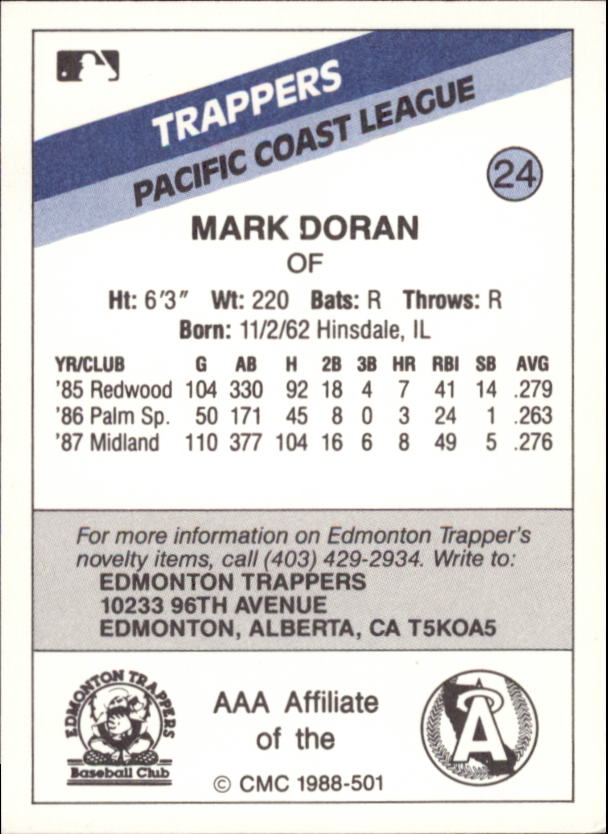 TRAPPERS
PACIFIC COAST LEAGUE
24
MARK DORAN
OF
Ht: 6'3" Wt: 220 Bats: R Throws: R
Born: 11/2/62 Hinsdale, IL
YR/CLUB G AB H 2B 3B HR RBI SB AVG
'85 Redwood 104 330 92 18 4 7 41 14 .279
'86 Palm Sp. 50 171 45 8 0 3 24 1 .263
'87 Midland 110 377 104 16 6 8 49 5 .276
For more information on Edmonton Trapper's
novelty items, call (403) 429-2934. Write to:
EDMONTON TRAPPERS
10233 96TH AVENUE
EDMONTON, ALBERTA, CA T5KOA5
EDMONTON TRAPPERS
Baseball Club
AAA Affiliate
of the
A
© CMC 1988-501